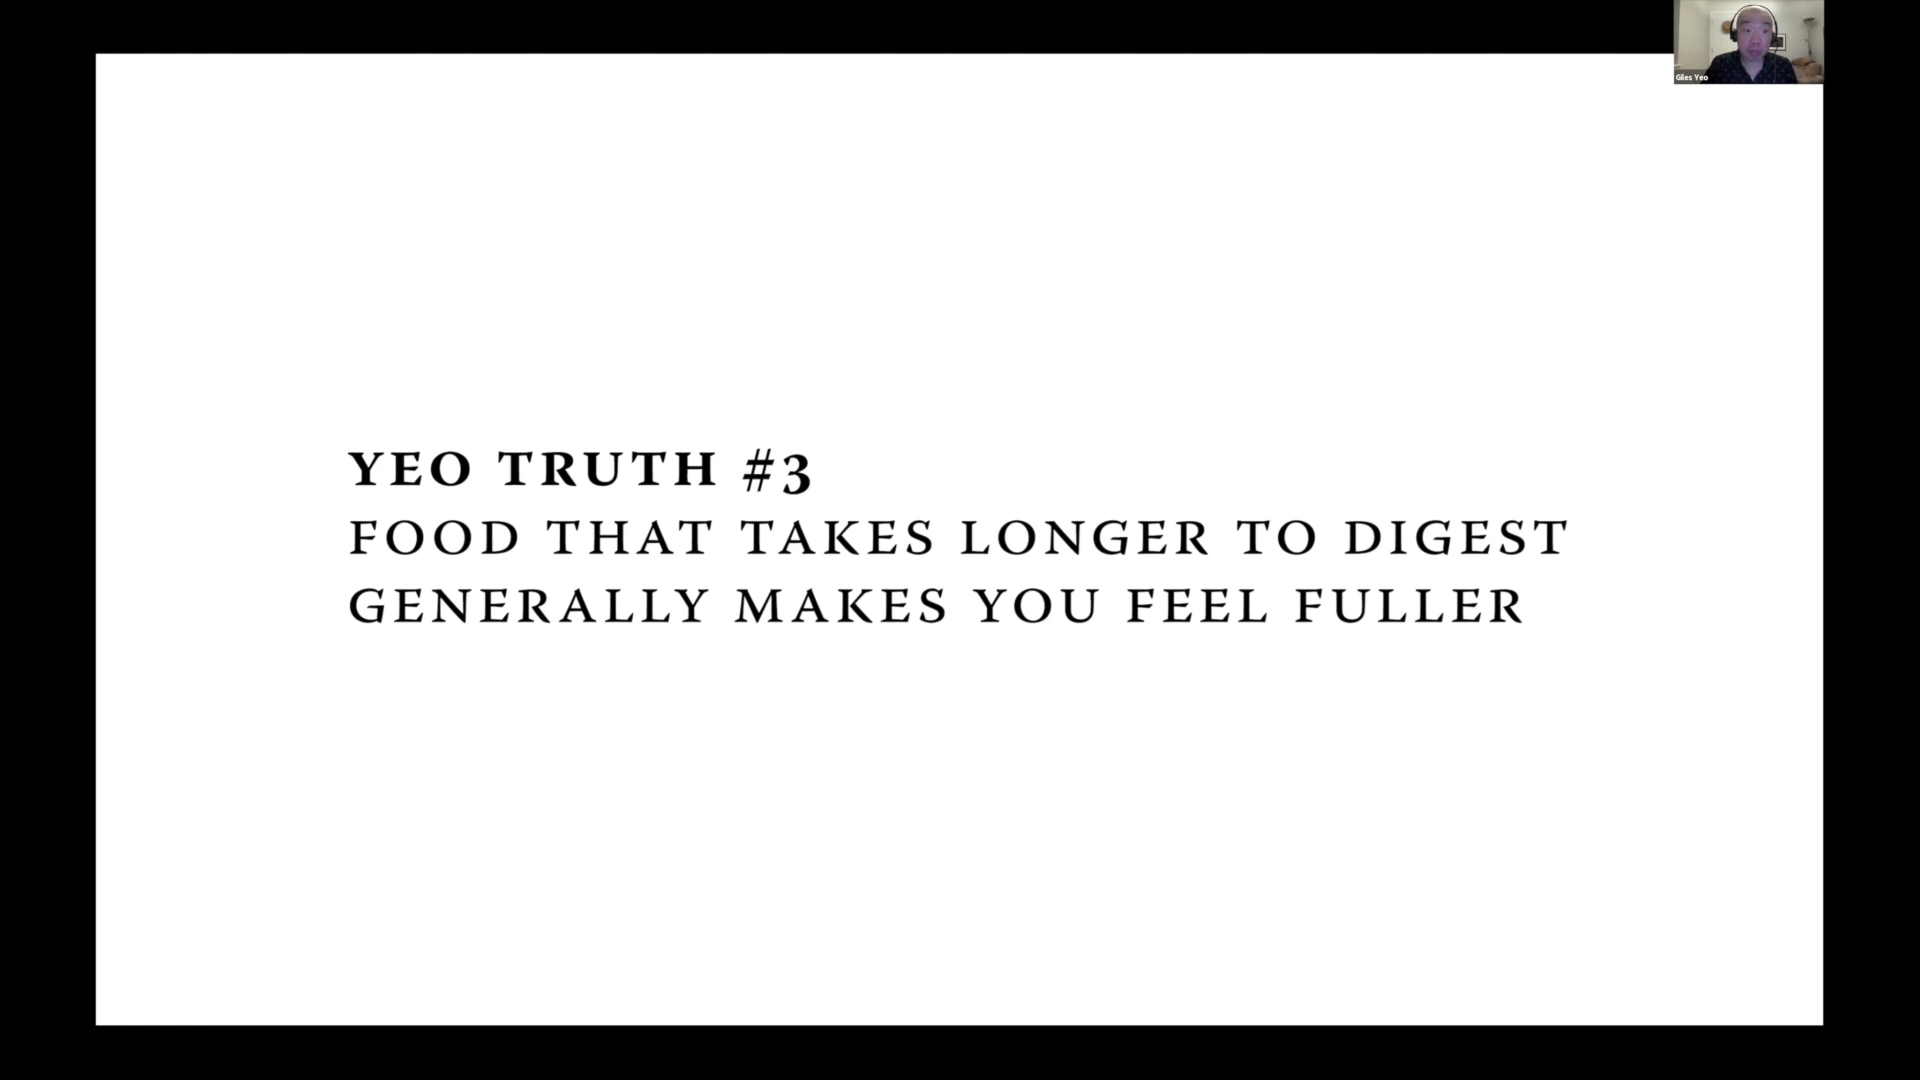 Giles Yeo
YEO TRUTH #3
FOOD THAT TAKES LONGER TO DIGEST
GENERALLY MAKES YOU FEEL FULLER